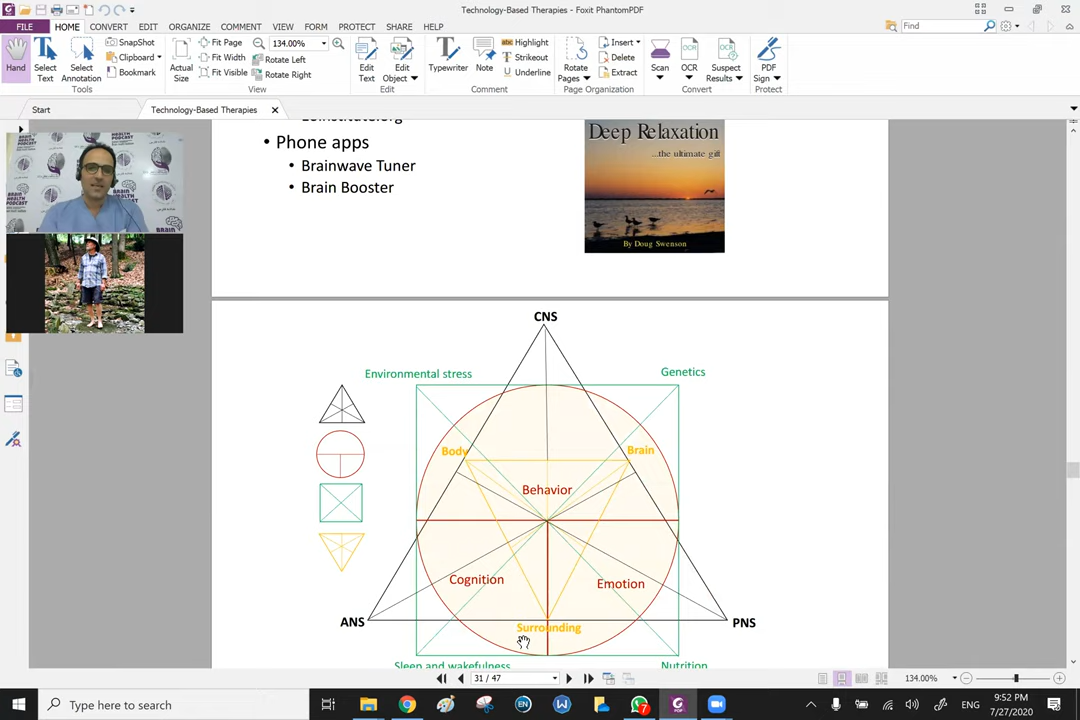 Technology-Based Therapies - Foxit PhantomPDF
FILE HOME CONVERT EDIT ORGANIZE COMMENT VIEW FORM PROTECT SHARE HELP
Find
Hand
Select Text
Select Annotation
SnapShot
Clipboard
Bookmark
Tools
Actual Size
Fit Page
Fit Width
Fit Visible
134.00%
Rotate Left
Rotate Right
View
Edit Text
Edit Object
Edit
Typewriter
Note
Highlight
Strikeout
Underline
Comment
Rotate Pages
Insert
Delete
Extract
Page Organization
Scan
OCR
Suspect Results
Convert
PDF Sign
Protect
Start
Technology-Based Therapies
BRAIN HEALTH PODCAST
• Phone apps
• Brainwave Tuner
• Brain Booster
Deep Relaxation
...the ultimate gift
By Doug Swenson
CNS
Environmental stress
Genetics
Body
Brain
Behavior
Cognition
Emotion
ANS
Surrounding
PNS
Sleep and wakefulness
Nutrition
31 / 47
134.00%
Type here to search
EN
W
7
ENG
9:52 PM
7/27/2020